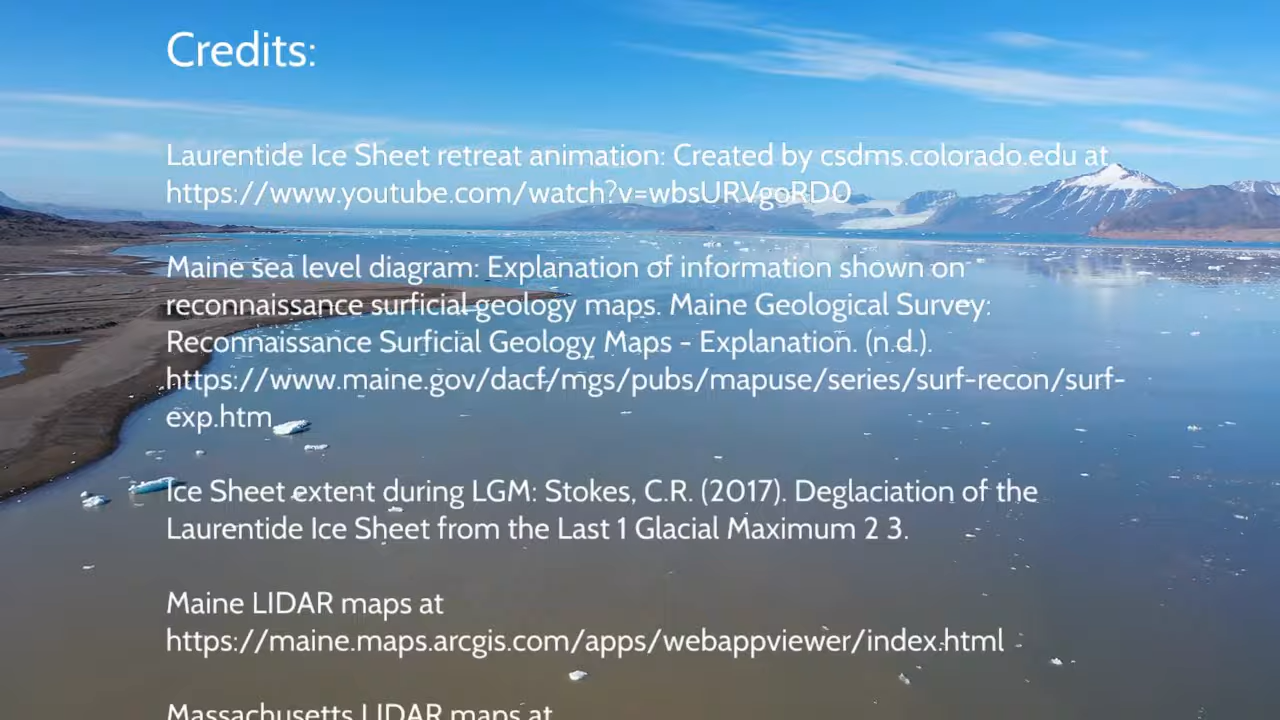 Credits:
Laurentide Ice Sheet retreat animation: Created by csdms.colorado.edu at
https://www.youtube.com/watch?v=wbsURVgoRD0
Maine sea level diagram: Explanation of information shown on
reconnaissance surficial geology maps. Maine Geological Survey:
Reconnaissance Surficial Geology Maps - Explanation. (n.d.).
https://www.maine.gov/dacf/mgs/pubs/mapuse/series/surf-recon/surf-
exp.htm
Ice Sheet extent during LGM: Stokes, C.R. (2017). Deglaciation of the
Laurentide Ice Sheet from the Last 1 Glacial Maximum 2 3.
Maine LIDAR maps at
https://maine.maps.arcgis.com/apps/webappviewer/index.html
Massachusetts LIDAR maps at